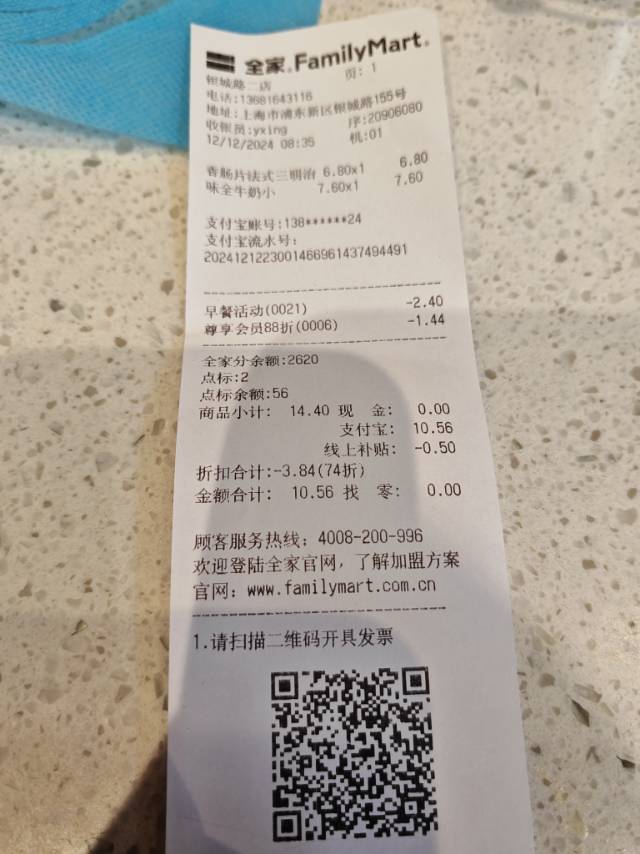 全家 FamilyMart
银城路二店 页: 1
电话:13681643116
地址:上海市浦东新区银城路155号
收银员:yxing 序:20906080
12/12/2024 08:35 机:01
香肠片法式三明治 6.80x1 6.80
味全牛奶小 7.60x1 7.60
支付宝账号:138******24
支付宝流水号:
2024121223001466961437494491
早餐活动(0021) -2.40
尊享会员88折(0006) -1.44
全家分余额:2620
点标:2
点标余额:56
商品小计: 14.40 现 金: 0.00
支付宝: 10.56
线上补贴: -0.50
折扣合计:-3.84(74折)
金额合计: 10.56 找 零: 0.00
顾客服务热线: 4008-200-996
欢迎登陆全家官网，了解加盟方案
官网: www.familymart.com.cn
1.请扫描二维码开具发票